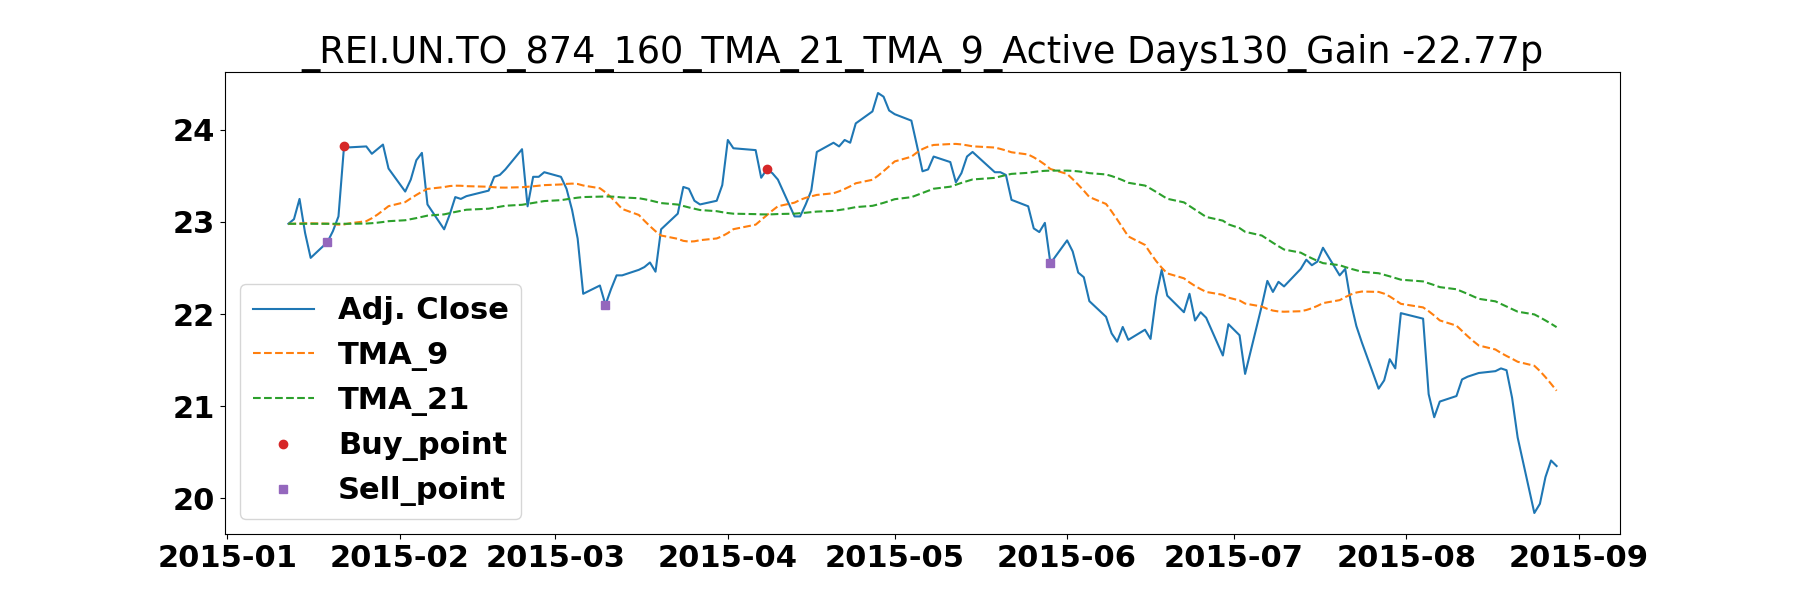 _REI.UN.TO_874_160_TMA_21_TMA_9_Active Days130_Gain -22.77p
24
23
22
21
20
Adj. Close
TMA_9
TMA_21
Buy_point
Sell_point
2015-01 2015-02 2015-03 2015-04 2015-05 2015-06 2015-07 2015-08 2015-09